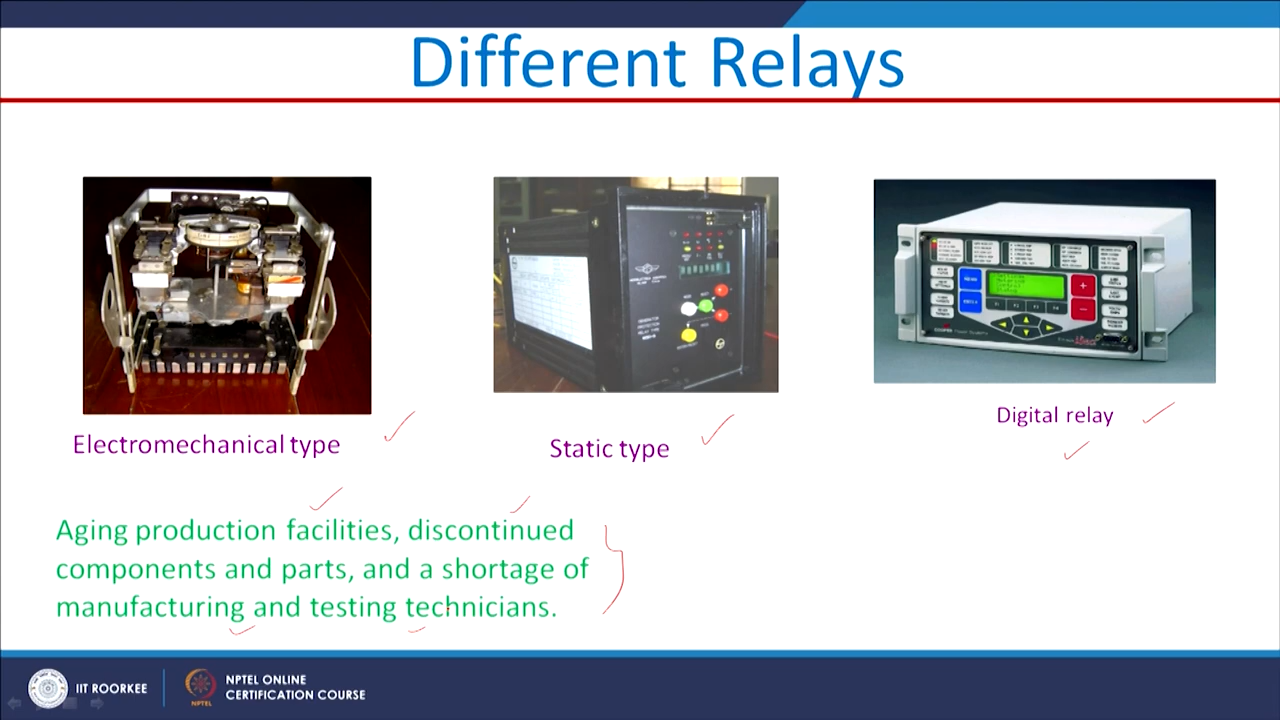 Different Relays
Electromechanical type
Static type
Digital relay
Aging production facilities, discontinued
components and parts, and a shortage of
manufacturing and testing technicians.
IIT ROORKEE
NPTEL
NPTEL ONLINE
CERTIFICATION COURSE